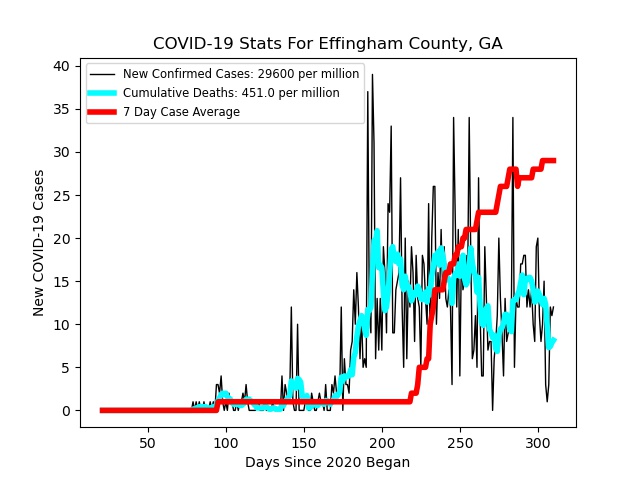 COVID-19 Stats For Effingham County, GA
New Confirmed Cases: 29600 per million
Cumulative Deaths: 451.0 per million
7 Day Case Average
40
35
30
25
20
15
10
5
0
New COVID-19 Cases
50 100 150 200 250 300
Days Since 2020 Began